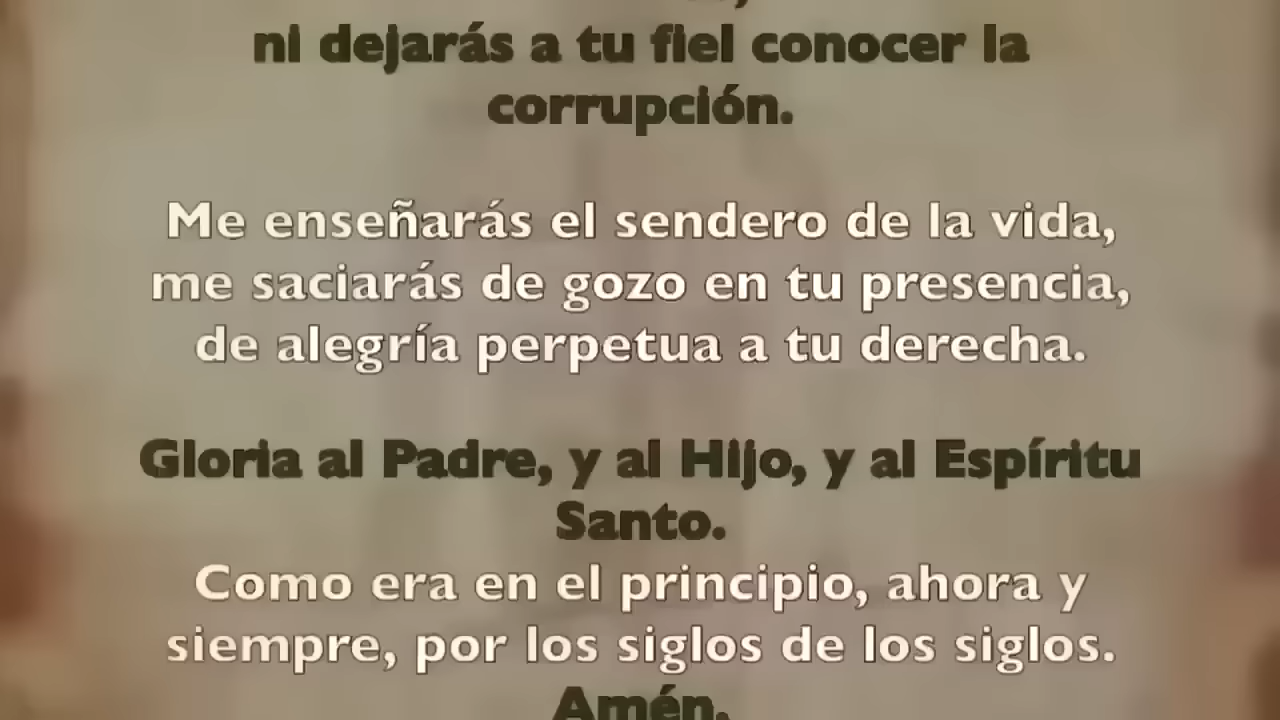 ni dejarás a tu fiel conocer la
corrupción.
Me enseñarás el sendero de la vida,
me saciarás de gozo en tu presencia,
de alegría perpetua a tu derecha.
Gloria al Padre, y al Hijo, y al Espíritu
Santo.
Como era en el principio, ahora y
siempre, por los siglos de los siglos.
Amén.